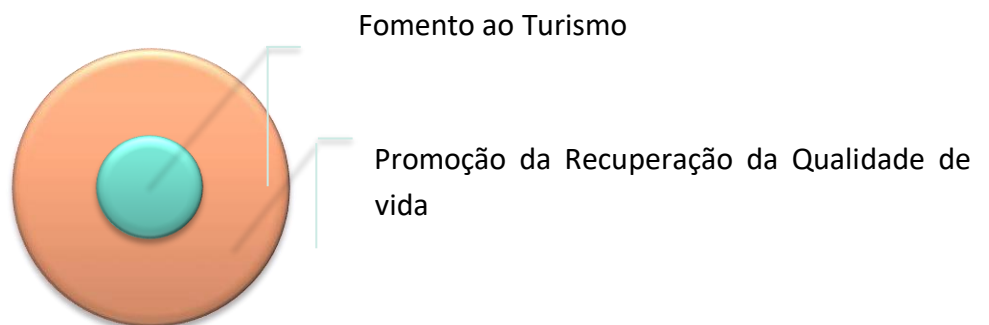 Fomento ao Turismo
Promoção da Recuperação da Qualidade de
vida